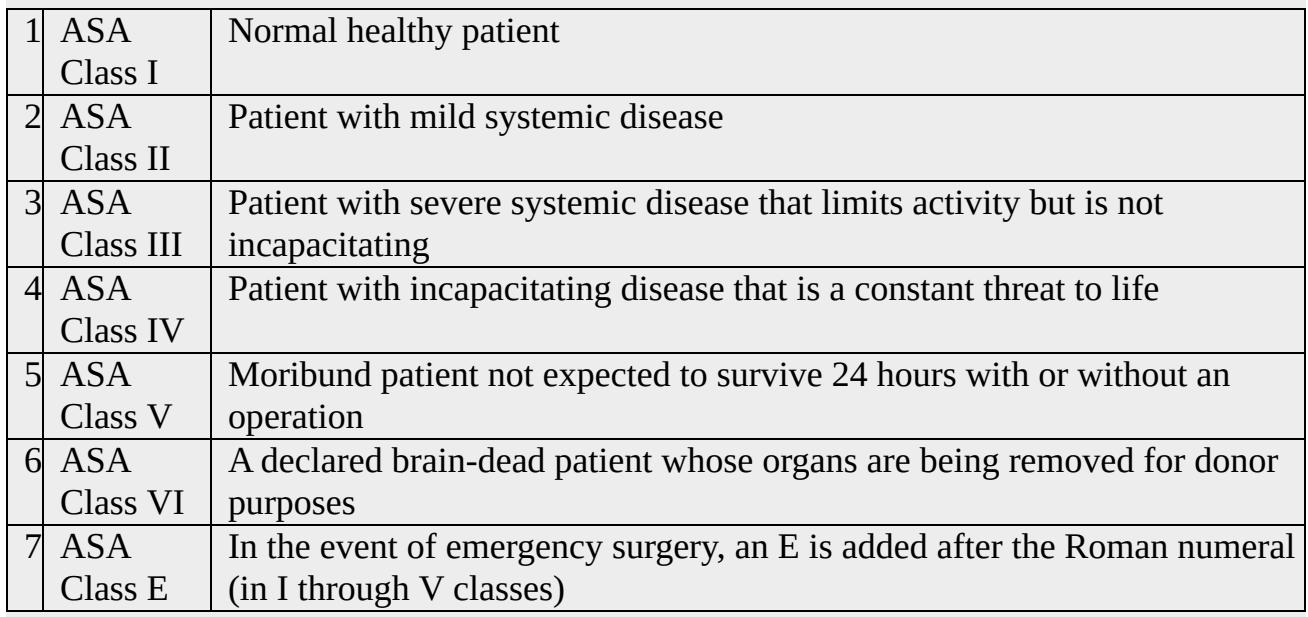 1 ASA Normal healthy patient
Class I
2 ASA Patient with mild systemic disease
Class II
3 ASA Patient with severe systemic disease that limits activity but is not
Class III incapacitating
4 ASA Patient with incapacitating disease that is a constant threat to life
Class IV
5 ASA Moribund patient not expected to survive 24 hours with or without an
Class V operation
6 ASA A declared brain-dead patient whose organs are being removed for donor
Class VI purposes
7 ASA In the event of emergency surgery, an E is added after the Roman numeral
Class E (in I through V classes)